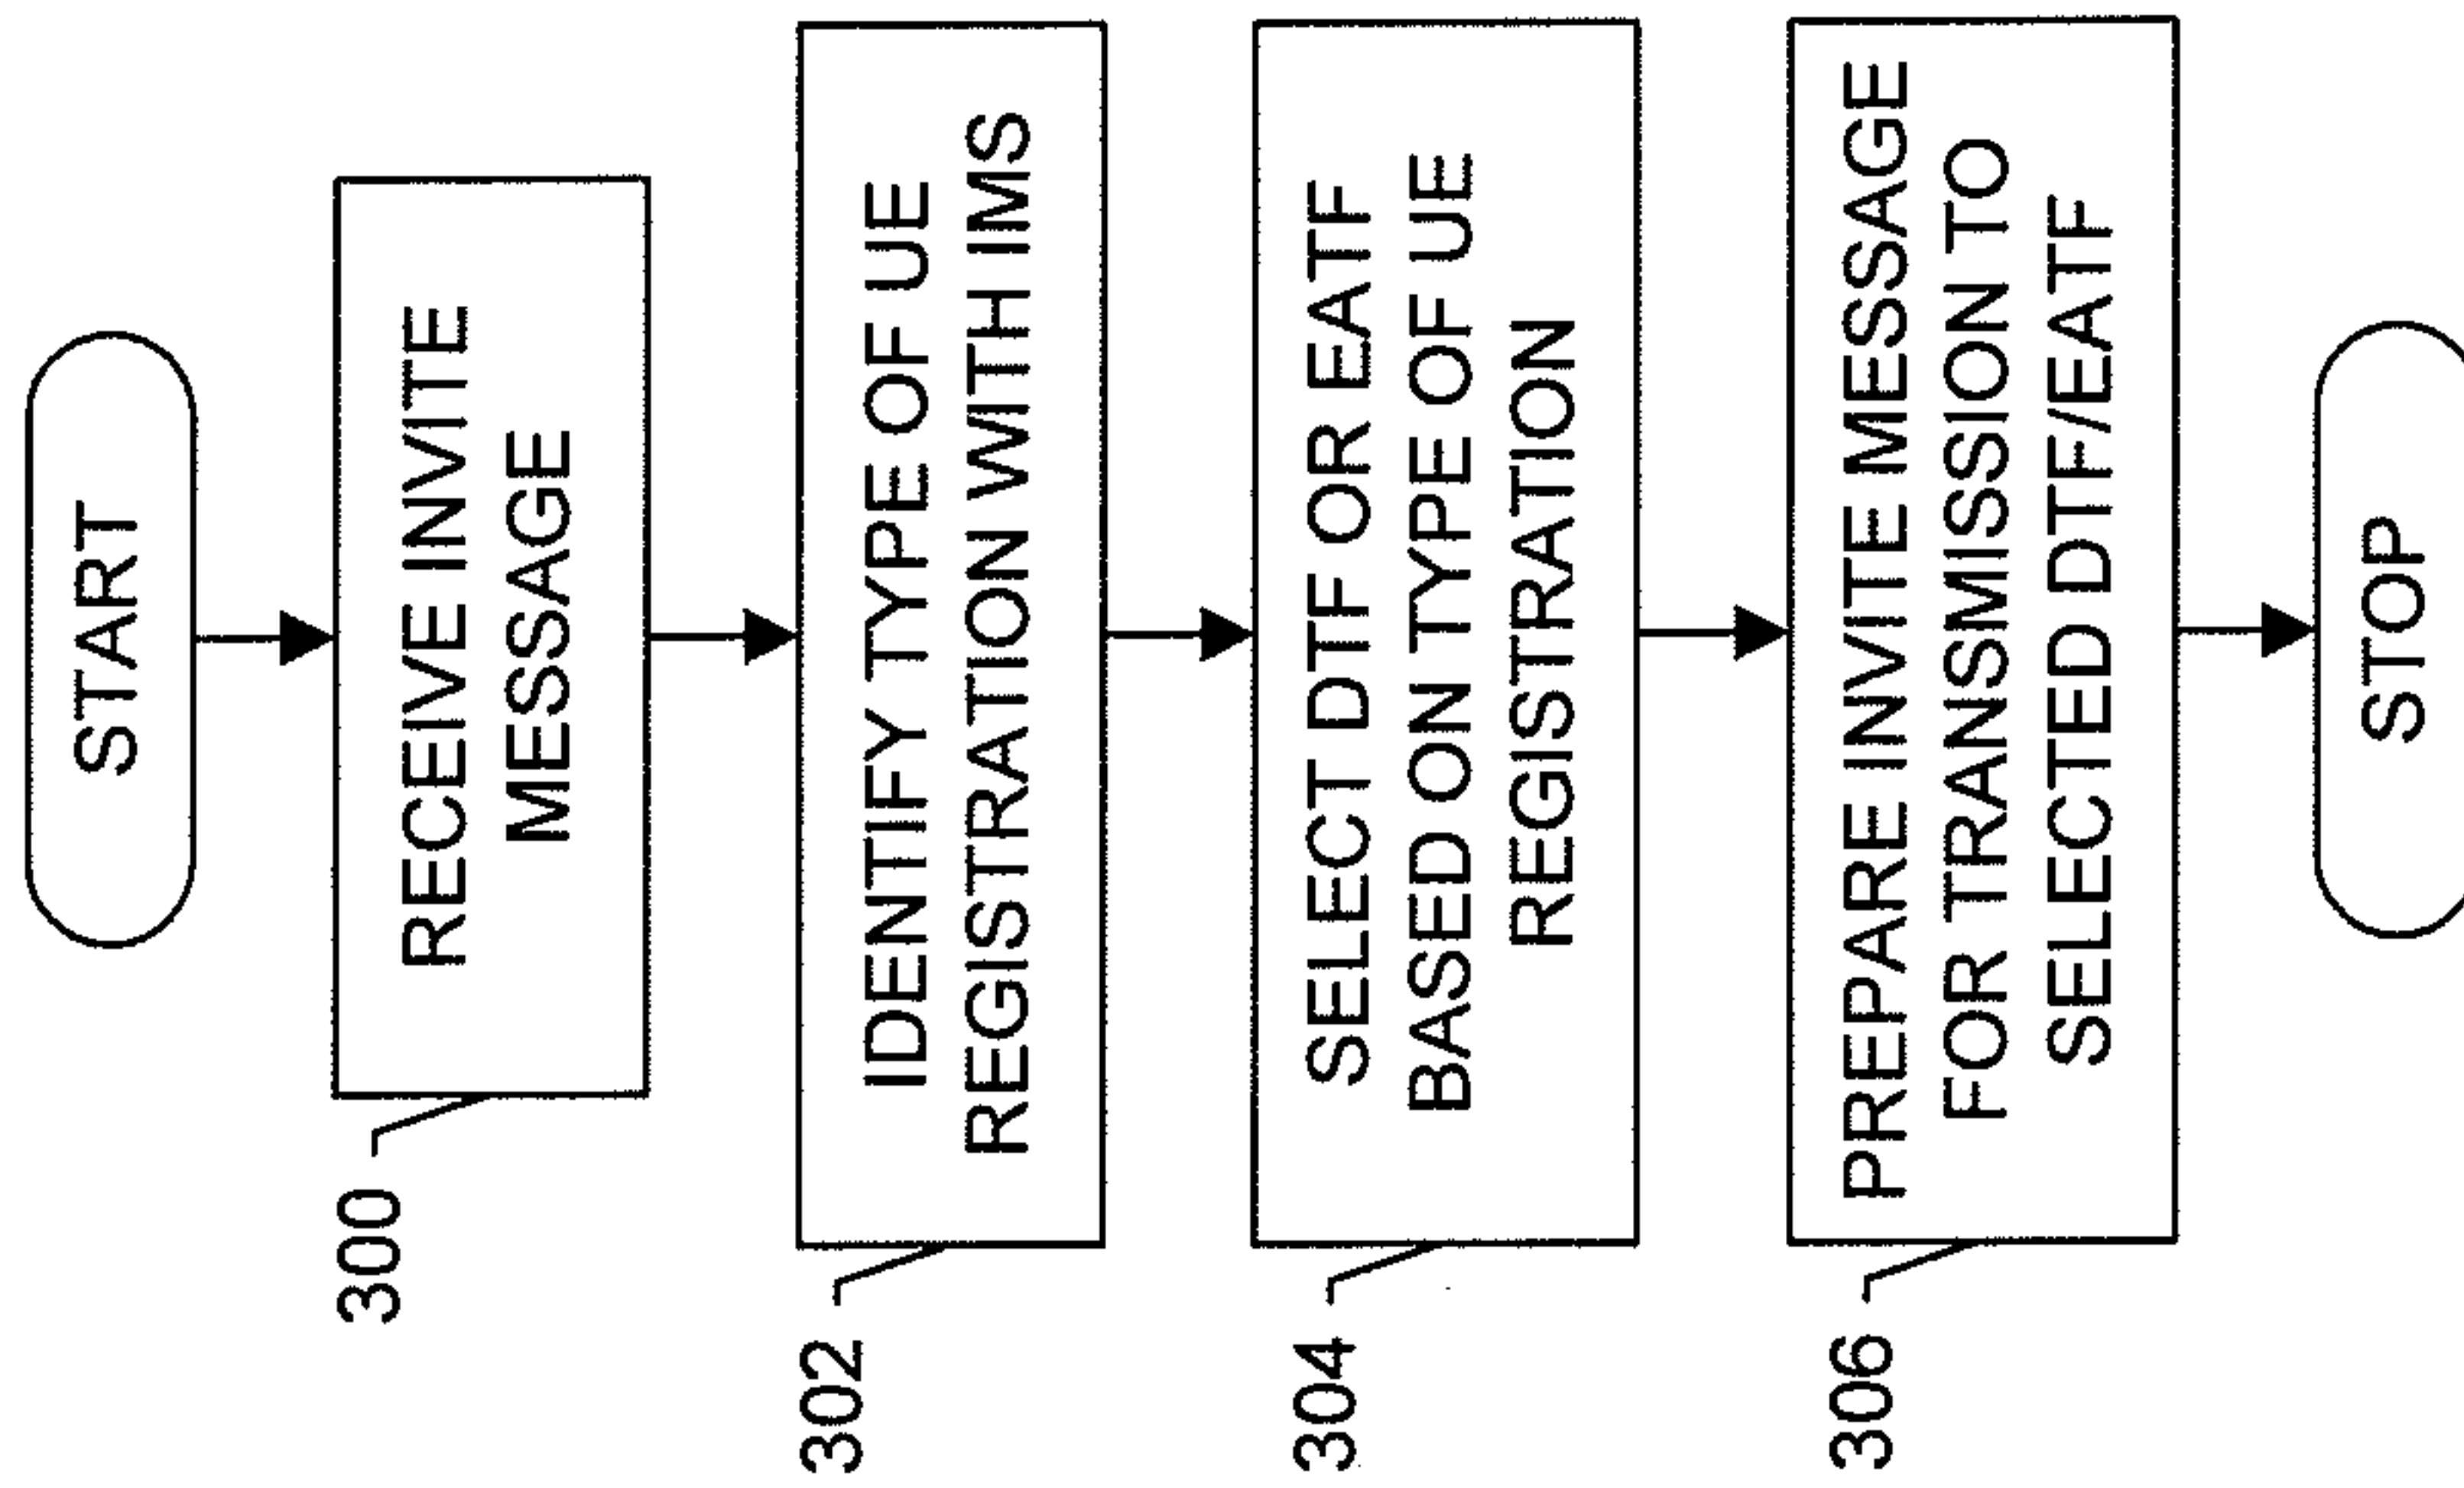 START
300
RECEIVE INVITE
MESSAGE
302
IDENTIFY TYPE OF UE
REGISTRATION WITH IMS
304
SELECT DTF OR EATF
BASED ON TYPE OF UE
REGISTRATION
306
PREPARE INVITE MESSAGE
FOR TRANSMISSION TO
SELECTED DTF/EATF
STOP